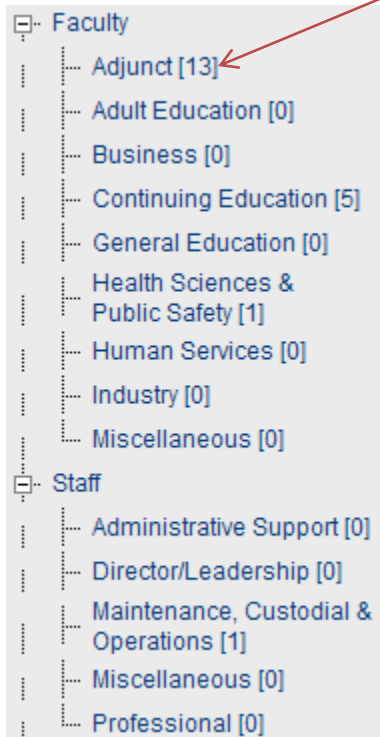 Faculty
Adjunct [13]
Adult Education [0]
Business [0]
Continuing Education [5]
General Education [0]
Health Sciences &
Public Safety [1]
Human Services [0]
Industry [0]
Miscellaneous [0]
Staff
Administrative Support [0]
Director/Leadership [0]
Maintenance, Custodial &
Operations [1]
Miscellaneous [0]
Professional [0]